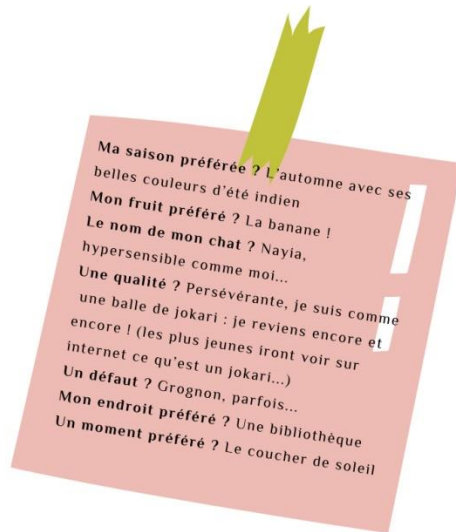 Ma saison préférée ? L'automne avec ses
belles couleurs d'été indien
Mon fruit préféré ? La banane !
Le nom de mon chat ? Nayia,
hypersensible comme moi...
Une qualité ? Persévérante, je suis comme
une balle de jokari : je reviens encore et
encore ! (les plus jeunes iront voir sur
internet ce qu'est un jokari...)
Un défaut ? Grognon, parfois...
Mon endroit préféré ? Une bibliothèque
Un moment préféré ? Le coucher de soleil